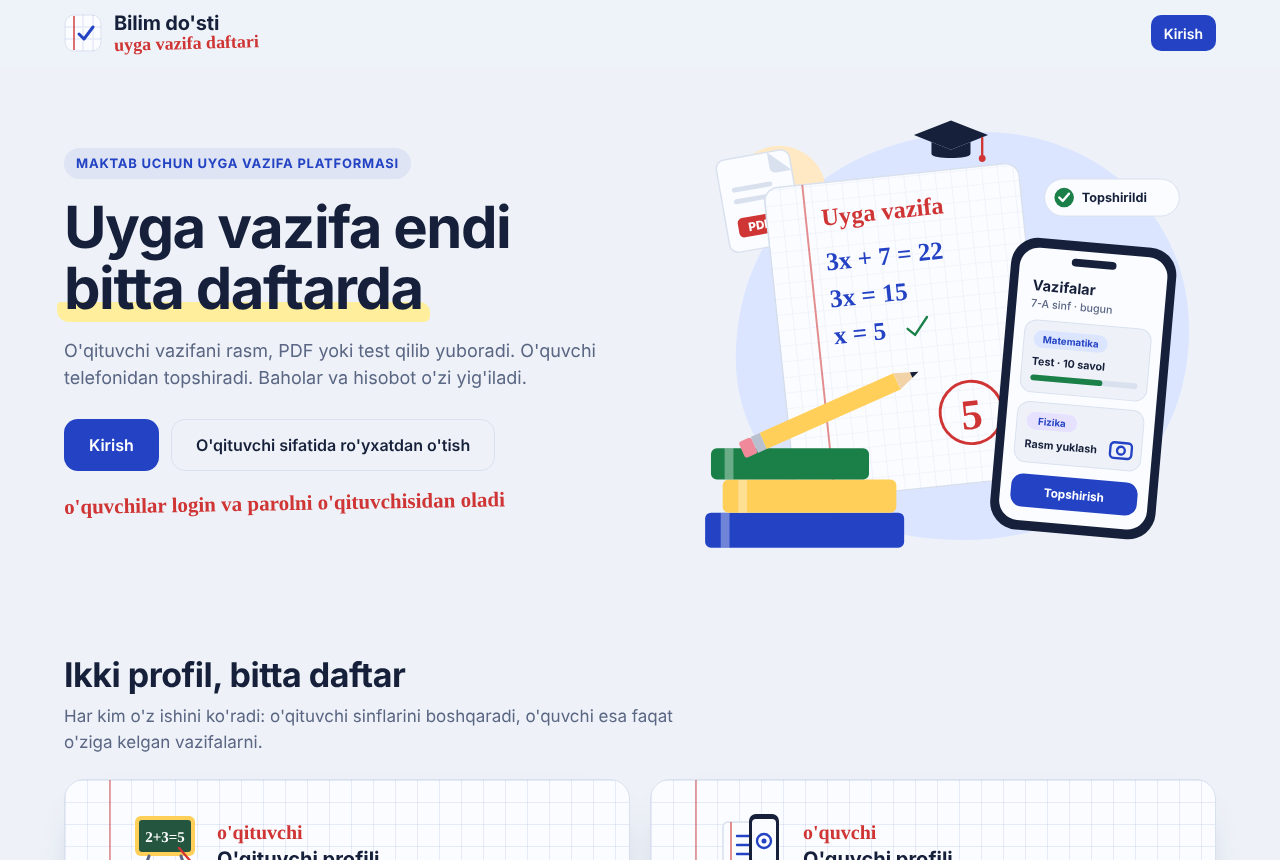 Bilim do'sti
uyga vazifa daftari
Kirish
MAKTAB UCHUN UYGA VAZIFA PLATFORMASI
Uyga vazifa endi
bitta daftarda
O'qituvchi vazifani rasm, PDF yoki test qilib yuboradi. O'quvchi
telefonidan topshiradi. Baholar va hisobot o'zi yig'iladi.
Kirish
O'qituvchi sifatida ro'yxatdan o'tish
o'quvchilar login va parolni o'qituvchisidan oladi
Uyga vazifa
3x + 7 = 22
3x = 15
x = 5
5
Topshirildi
Vazifalar
7-A sinf · bugun
Matematika
Test · 10 savol
Fizika
Rasm yuklash
Topshirish
Ikki profil, bitta daftar
Har kim o'z ishini ko'radi: o'qituvchi sinflarini boshqaradi, o'quvchi esa faqat
o'ziga kelgan vazifalarni.
2+3=5
o'qituvchi
O'qituvchi profili
o'quvchi
O'quvchi profili